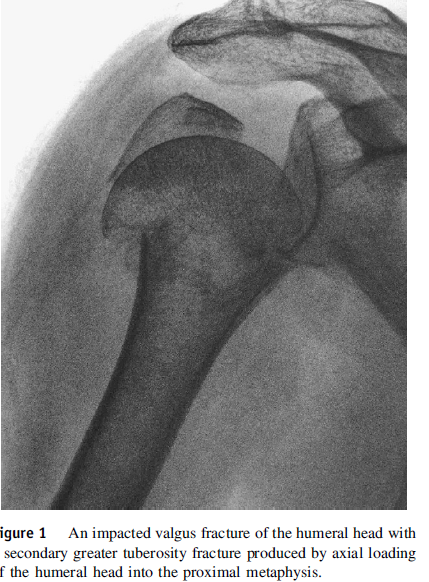 igure 1 An impacted valgus fracture of the humeral head with
secondary greater tuberosity fracture produced by axial loading
f the humeral head into the proximal metaphysis.